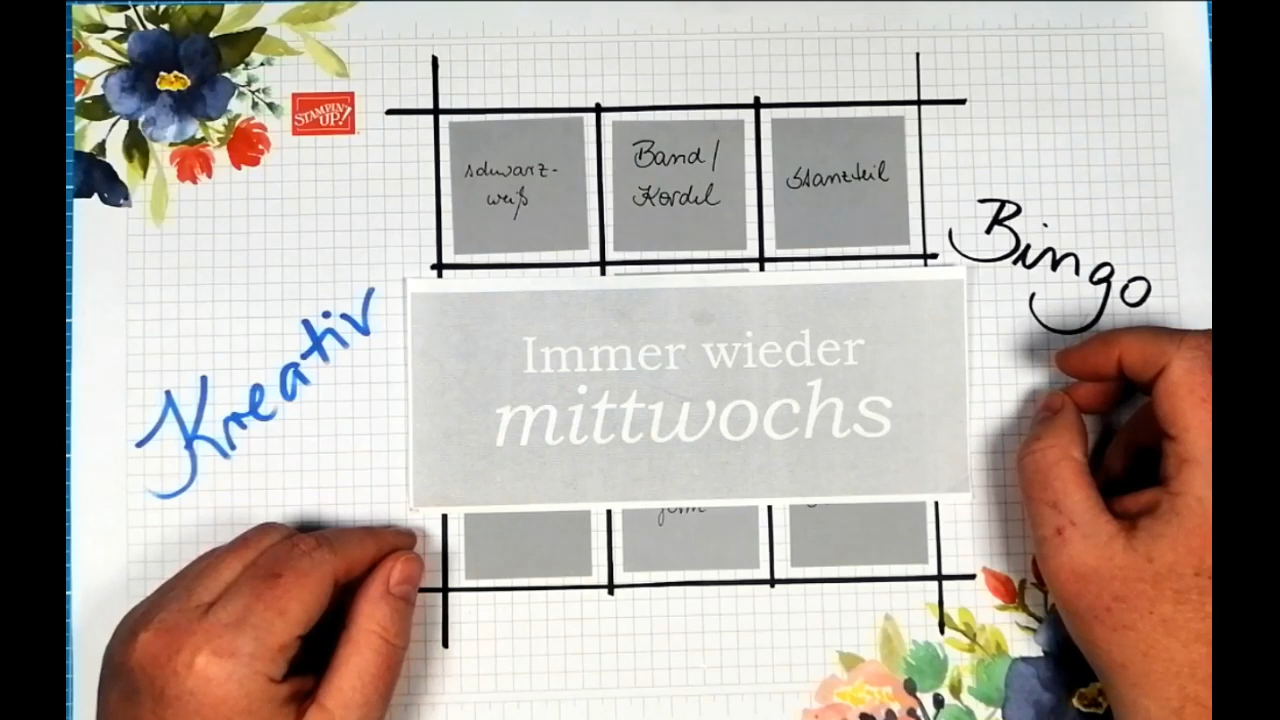 STAMPIN'
UP!
schwarz-
weiß
Band/
Kordel
Stanzteil
Bingo
Kreativ
Immer wieder
mittwochs